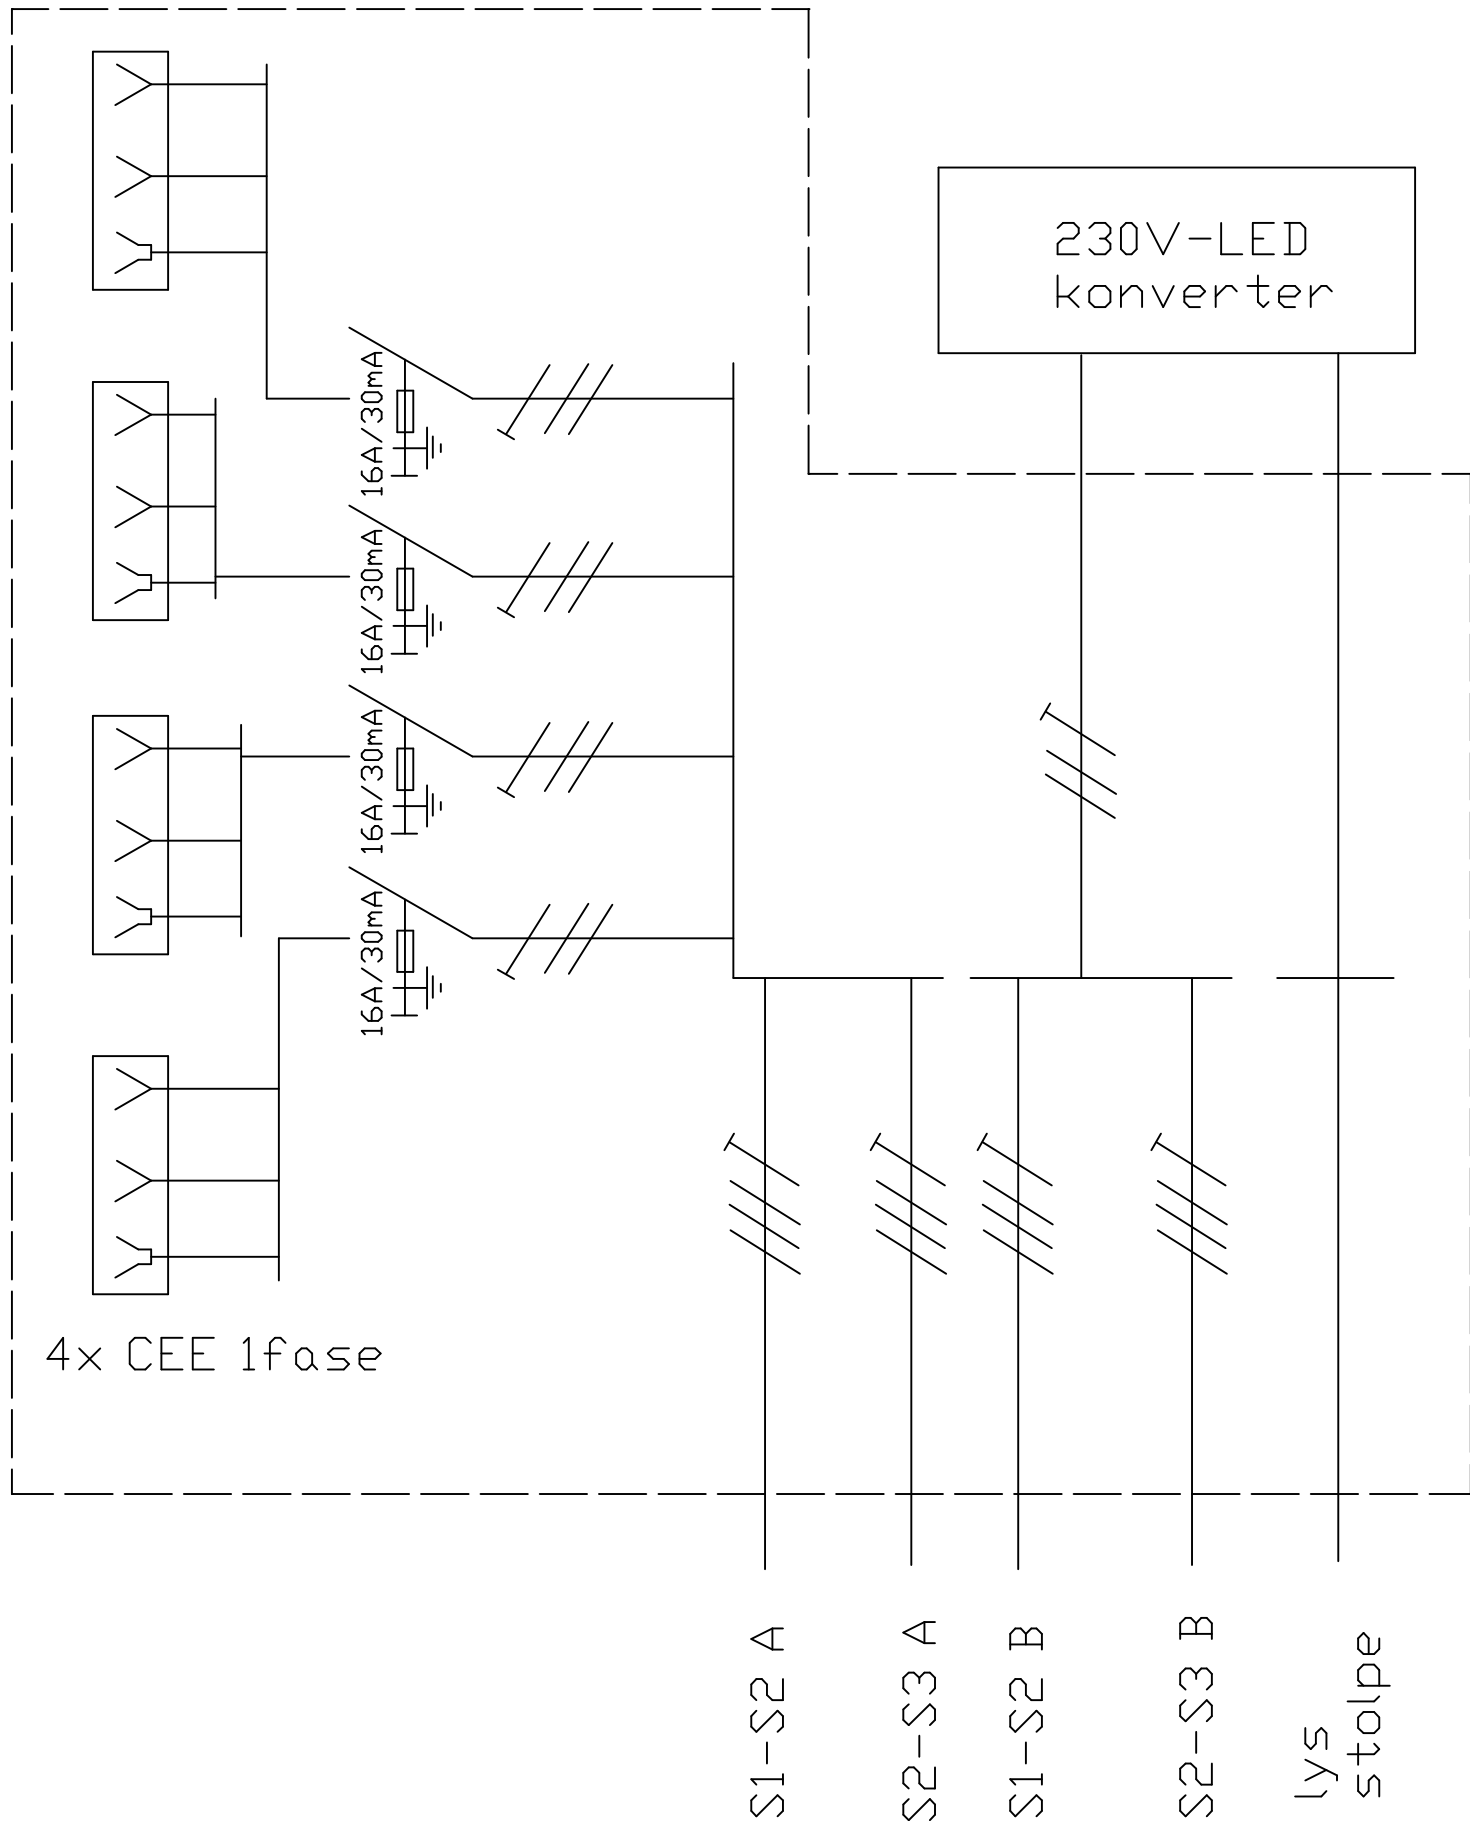 230V-LED
konverter
16A/30mA
16A/30mA
16A/30mA
16A/30mA
4x CEE 1fase
S1-S2 A
S2-S3 A
S1-S2 B
S2-S3 B
lys
stolpe